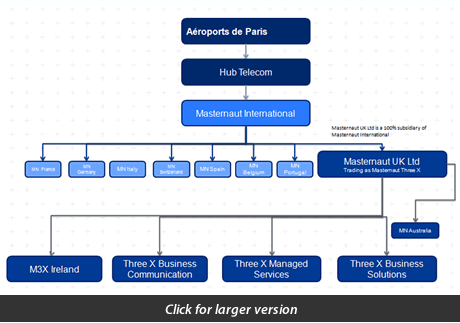 Aéroports de Paris
Hub Telecom
Masternaut International
Masternaut UK Ltd is a 100% subsidiary of
Masternaut International
MN France
MN
Germany
MN Italy
MN
Switzerland
MN Spain
MN
Belgium
MN
Portugal
Masternaut UK Ltd
Trading as Masternaut Three X
MN Australia
M3X Ireland
Three X Business
Communication
Three X Managed
Services
Three X Business
Solutions
Click for larger version